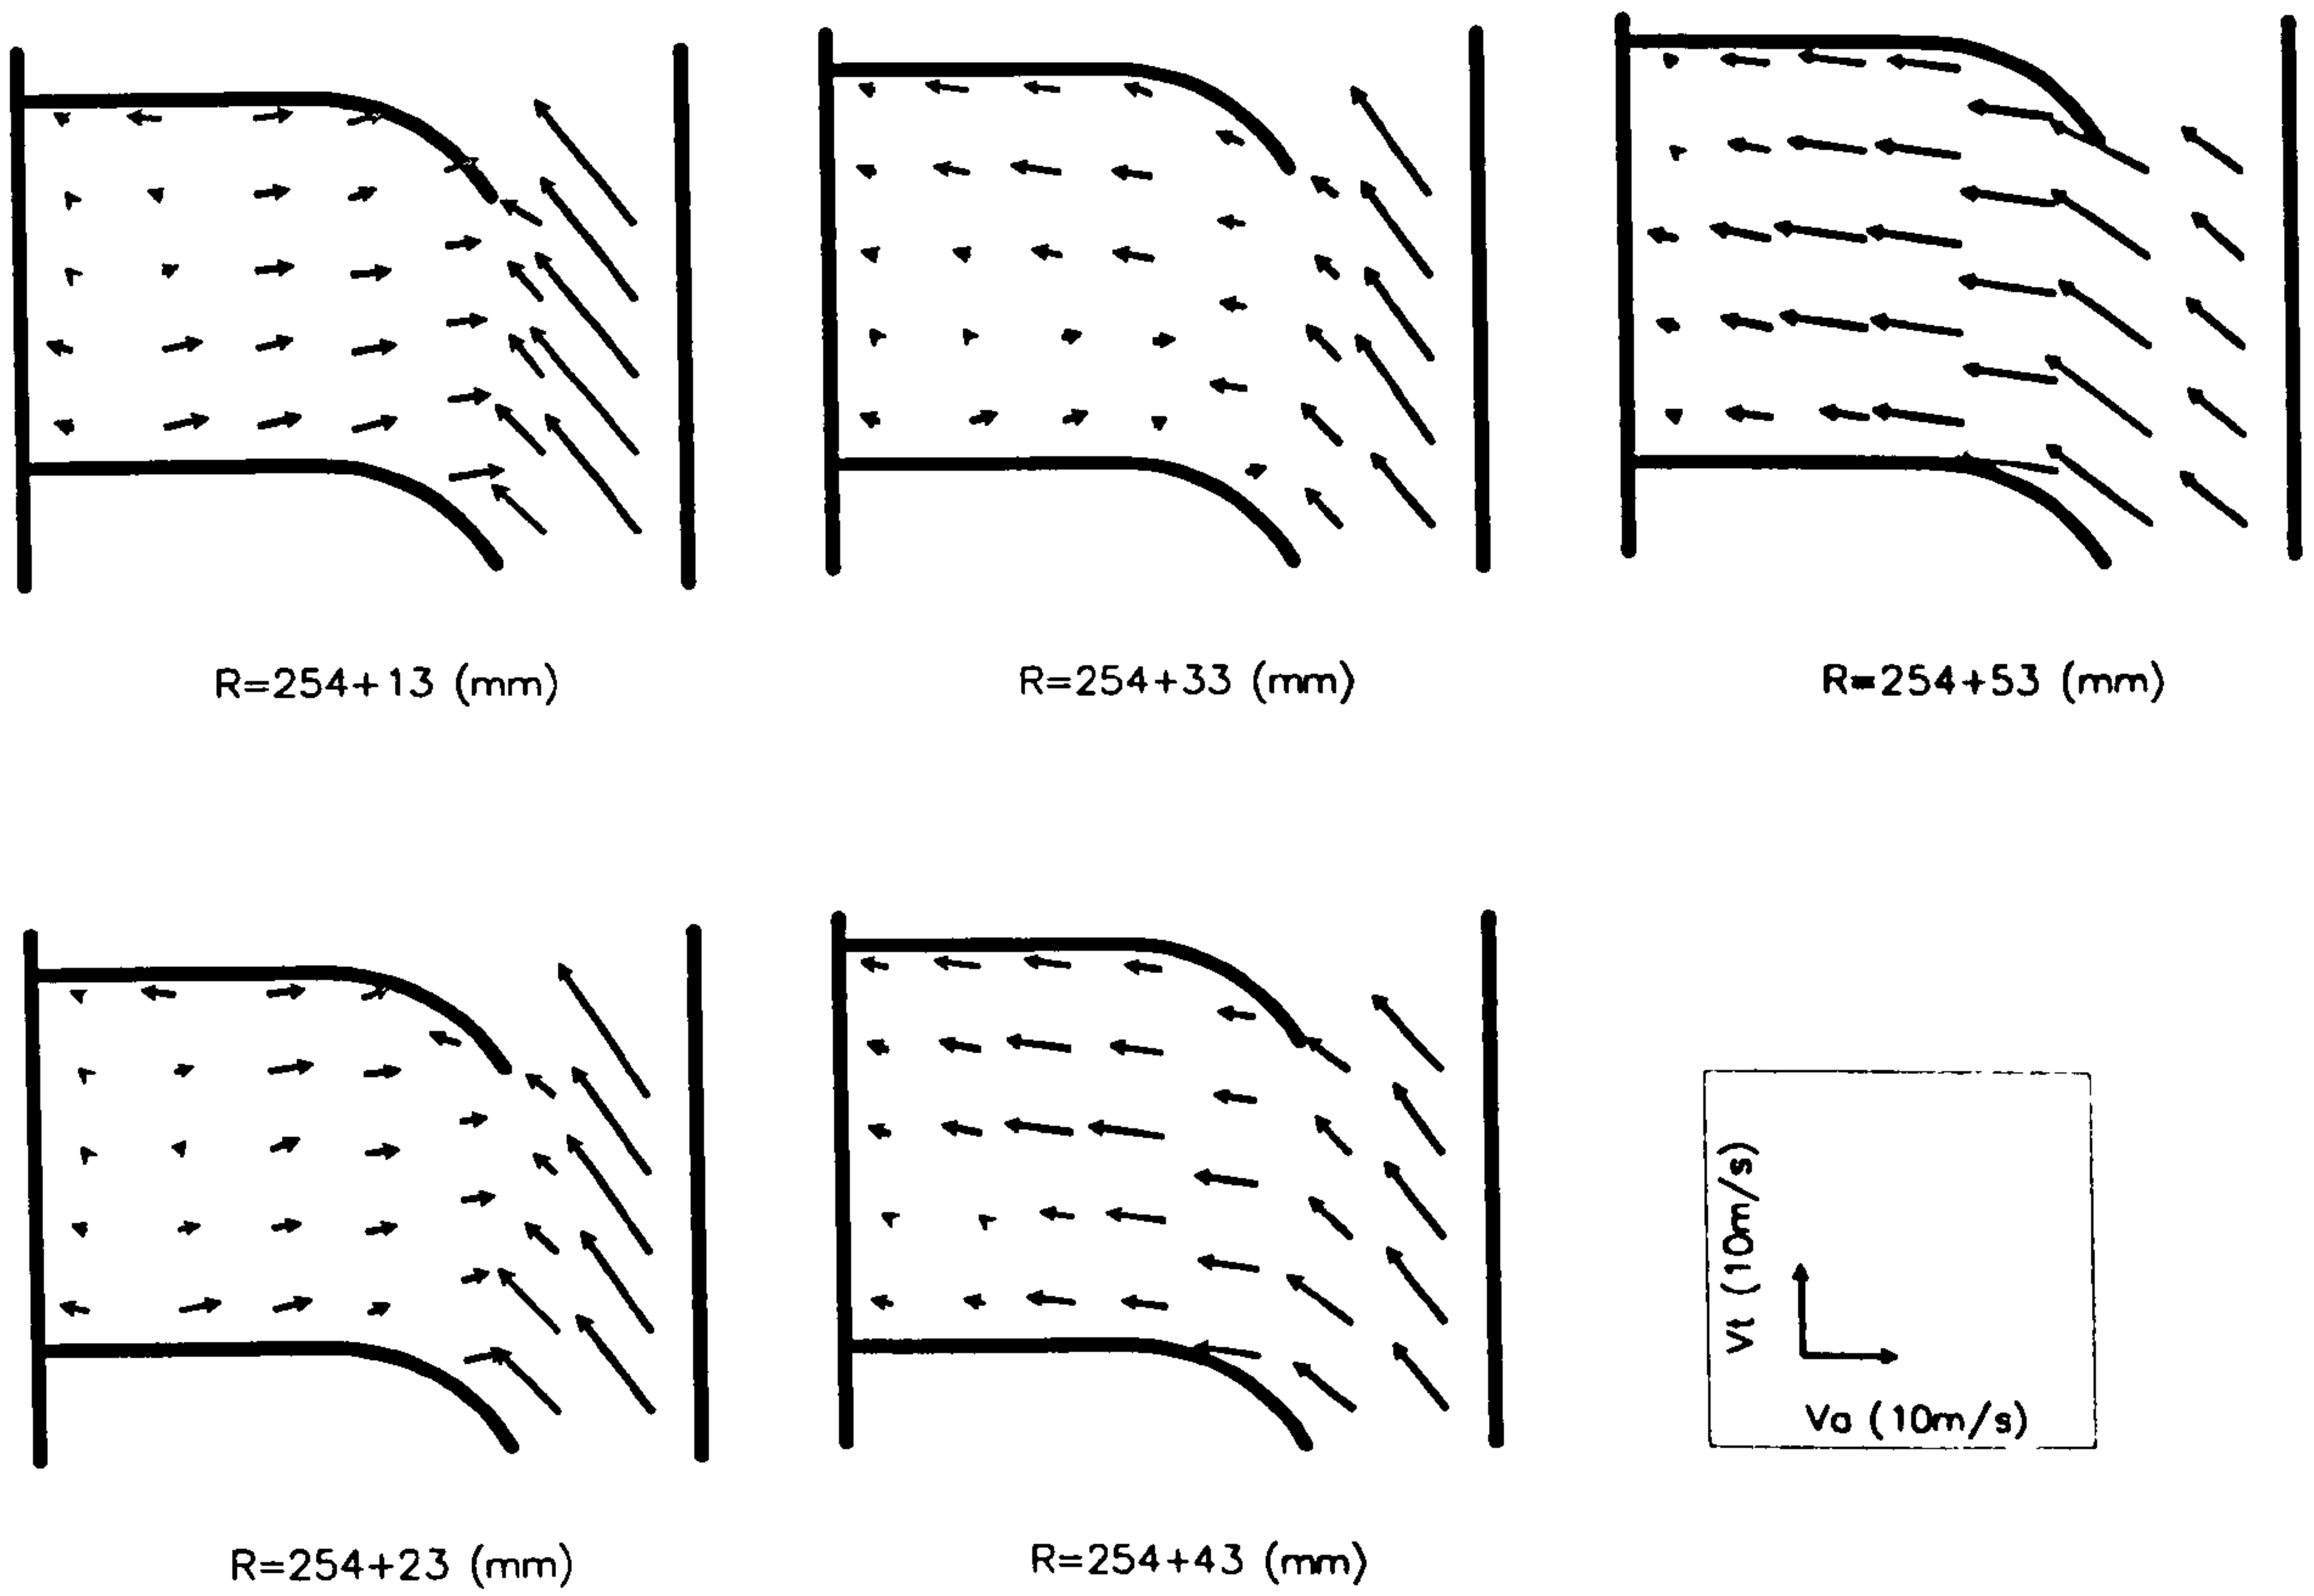 R=254+13 (mm)
R=254+33 (mm)
R=254+53 (mm)
R=254+23 (mm)
R=254+43 (mm)
Vt (10m/s)
Va (10m/s)